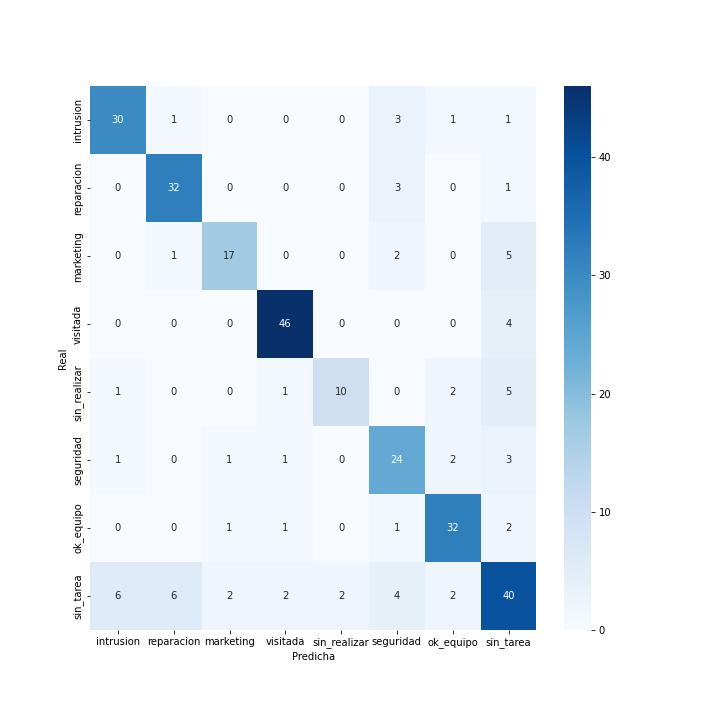 intrusion 30 1 0 0 0 3 1 1
reparacion 0 32 0 0 0 3 0 1
marketing 0 1 17 0 0 2 0 5
visitada 0 0 0 46 0 0 0 4
sin_realizar 1 0 0 1 10 0 2 5
seguridad 1 0 1 1 0 24 2 3
ok_equipo 0 0 1 1 0 1 32 2
sin_tarea 6 6 2 2 2 4 2 40
Real
intrusion reparacion marketing visitada sin_realizar seguridad ok_equipo sin_tarea
Predicha
40
30
20
10
0